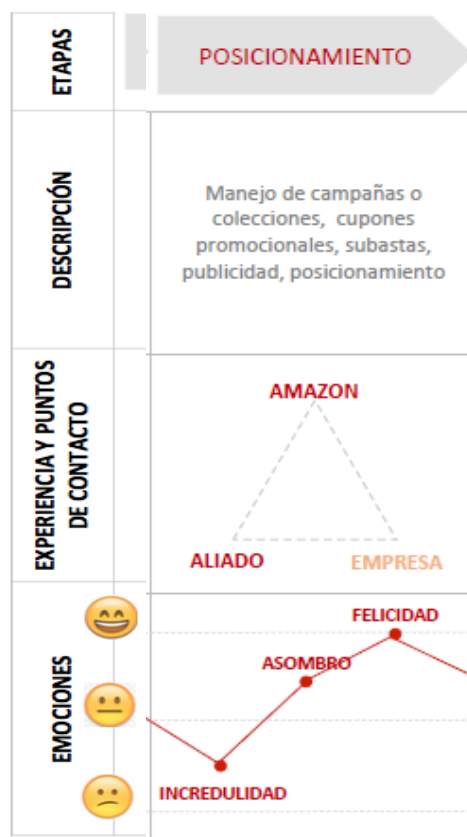 ETAPAS
POSICIONAMIENTO
DESCRIPCIÓN
Manejo de campañas o
colecciones, cupones
promocionales, subastas,
publicidad, posicionamiento
EXPERIENCIA Y PUNTOS
DE CONTACTO
AMAZON
ALIADO
EMPRESA
EMOCIONES
FELICIDAD
ASOMBRO
INCREDULIDAD